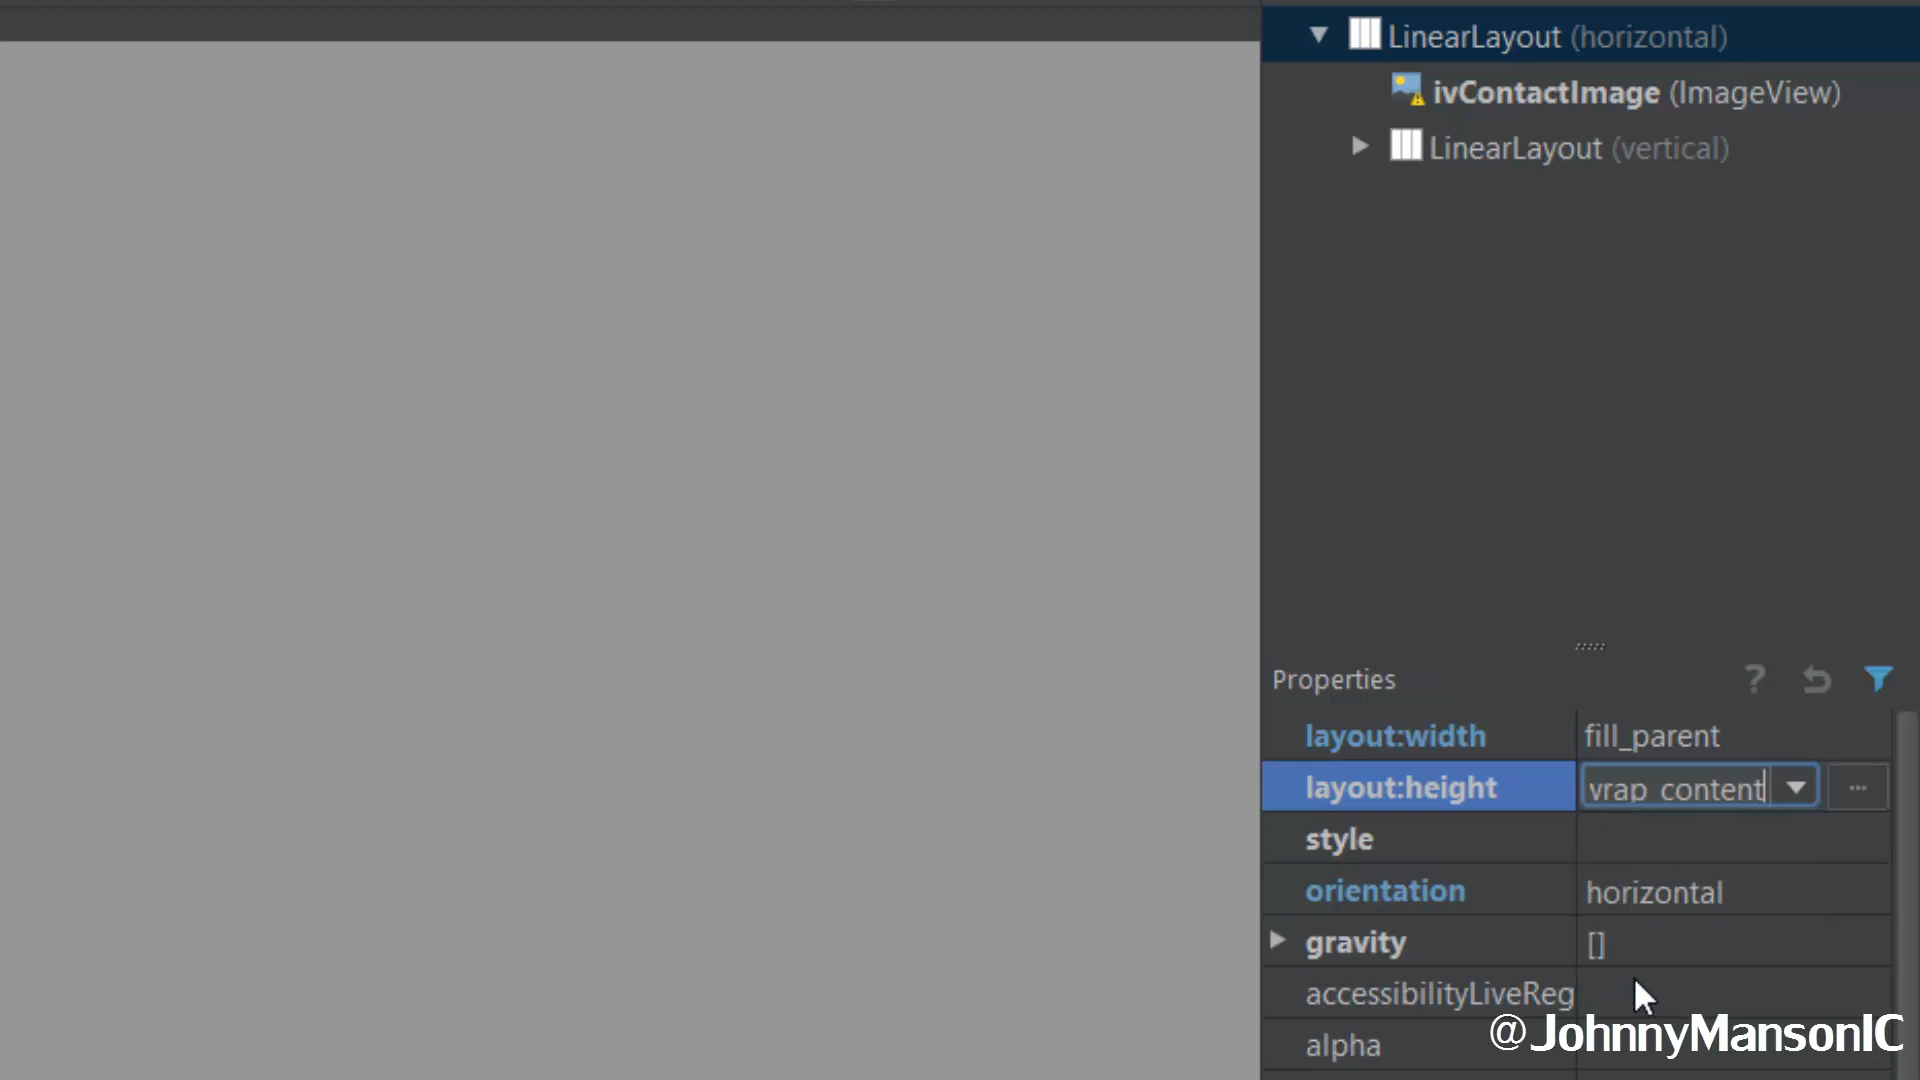 LinearLayout (horizontal)
ivContactImage (ImageView)
LinearLayout (vertical)
Properties
layout:width fill_parent
layout:height wrap_content
style
orientation horizontal
gravity []
accessibilityLiveReg
alpha
@JohnnyMansonIC